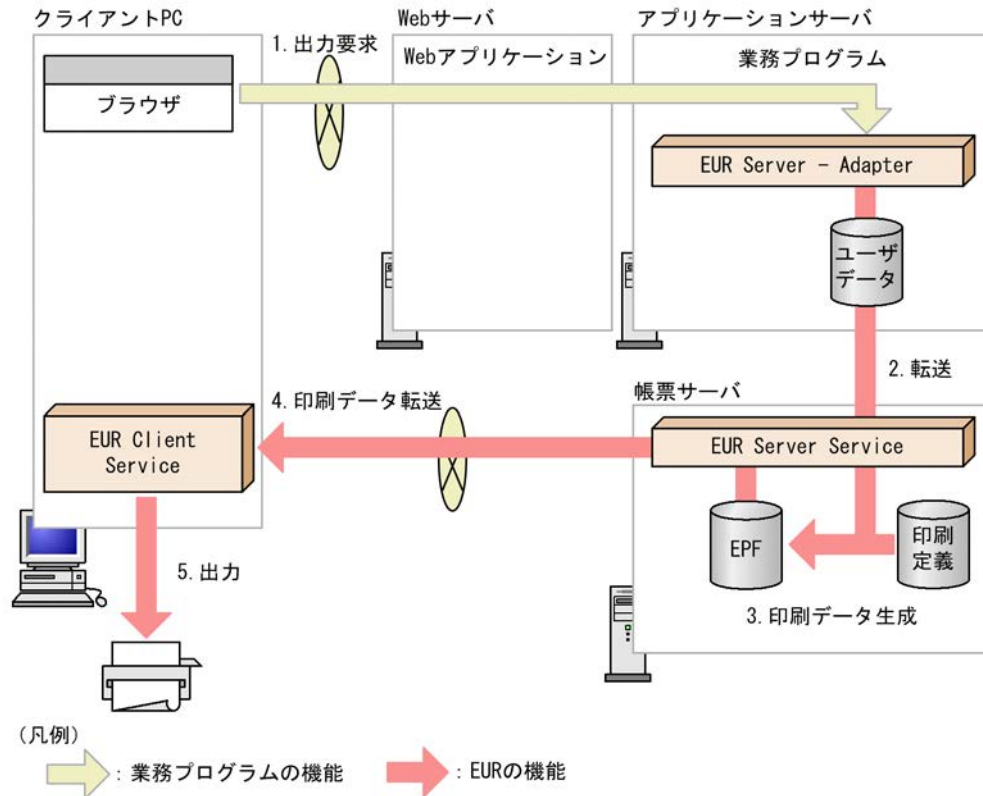 クライアントPC
Webサーバ
アプリケーションサーバ
1.出力要求
Webアプリケーション
業務プログラム
ブラウザ
EUR Server - Adapter
ユーザ
データ
2.転送
4.印刷データ転送
帳票サーバ
EUR Client
Service
EUR Server Service
EPF
印刷
定義
5.出力
3.印刷データ生成
(凡例)
:業務プログラムの機能
:EURの機能